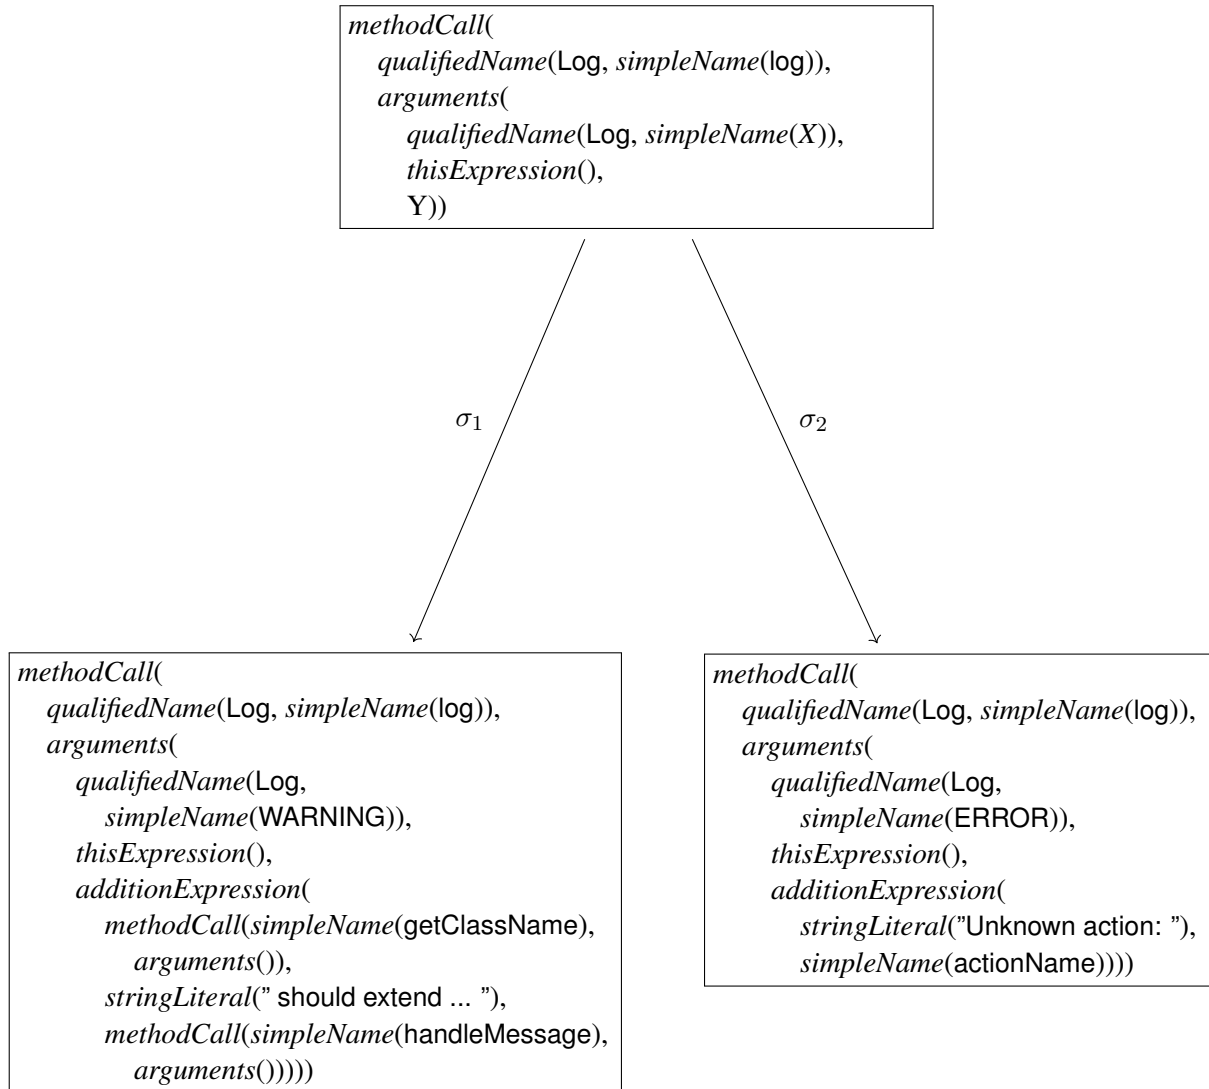 methodCall(
qualifiedName(Log, simpleName(log)),
arguments(
qualifiedName(Log, simpleName(X)),
thisExpression(),
Y))
σ1
σ2
methodCall(
qualifiedName(Log, simpleName(log)),
arguments(
qualifiedName(Log,
simpleName(WARNING)),
thisExpression(),
additionExpression(
methodCall(simpleName(getClassName),
arguments()),
stringLiteral(” should extend ... ”),
methodCall(simpleName(handleMessage),
arguments()))))
methodCall(
qualifiedName(Log, simpleName(log)),
arguments(
qualifiedName(Log,
simpleName(ERROR)),
thisExpression(),
additionExpression(
stringLiteral(”Unknown action: ”),
simpleName(actionName))))